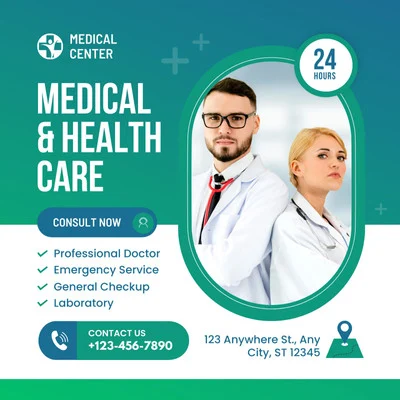 MEDICAL
CENTER
24
HOURS
MEDICAL
& HEALTH
CARE
CONSULT NOW
Professional Doctor
Emergency Service
General Checkup
Laboratory
CONTACT US
+123-456-7890
123 Anywhere St., Any
City, ST 12345